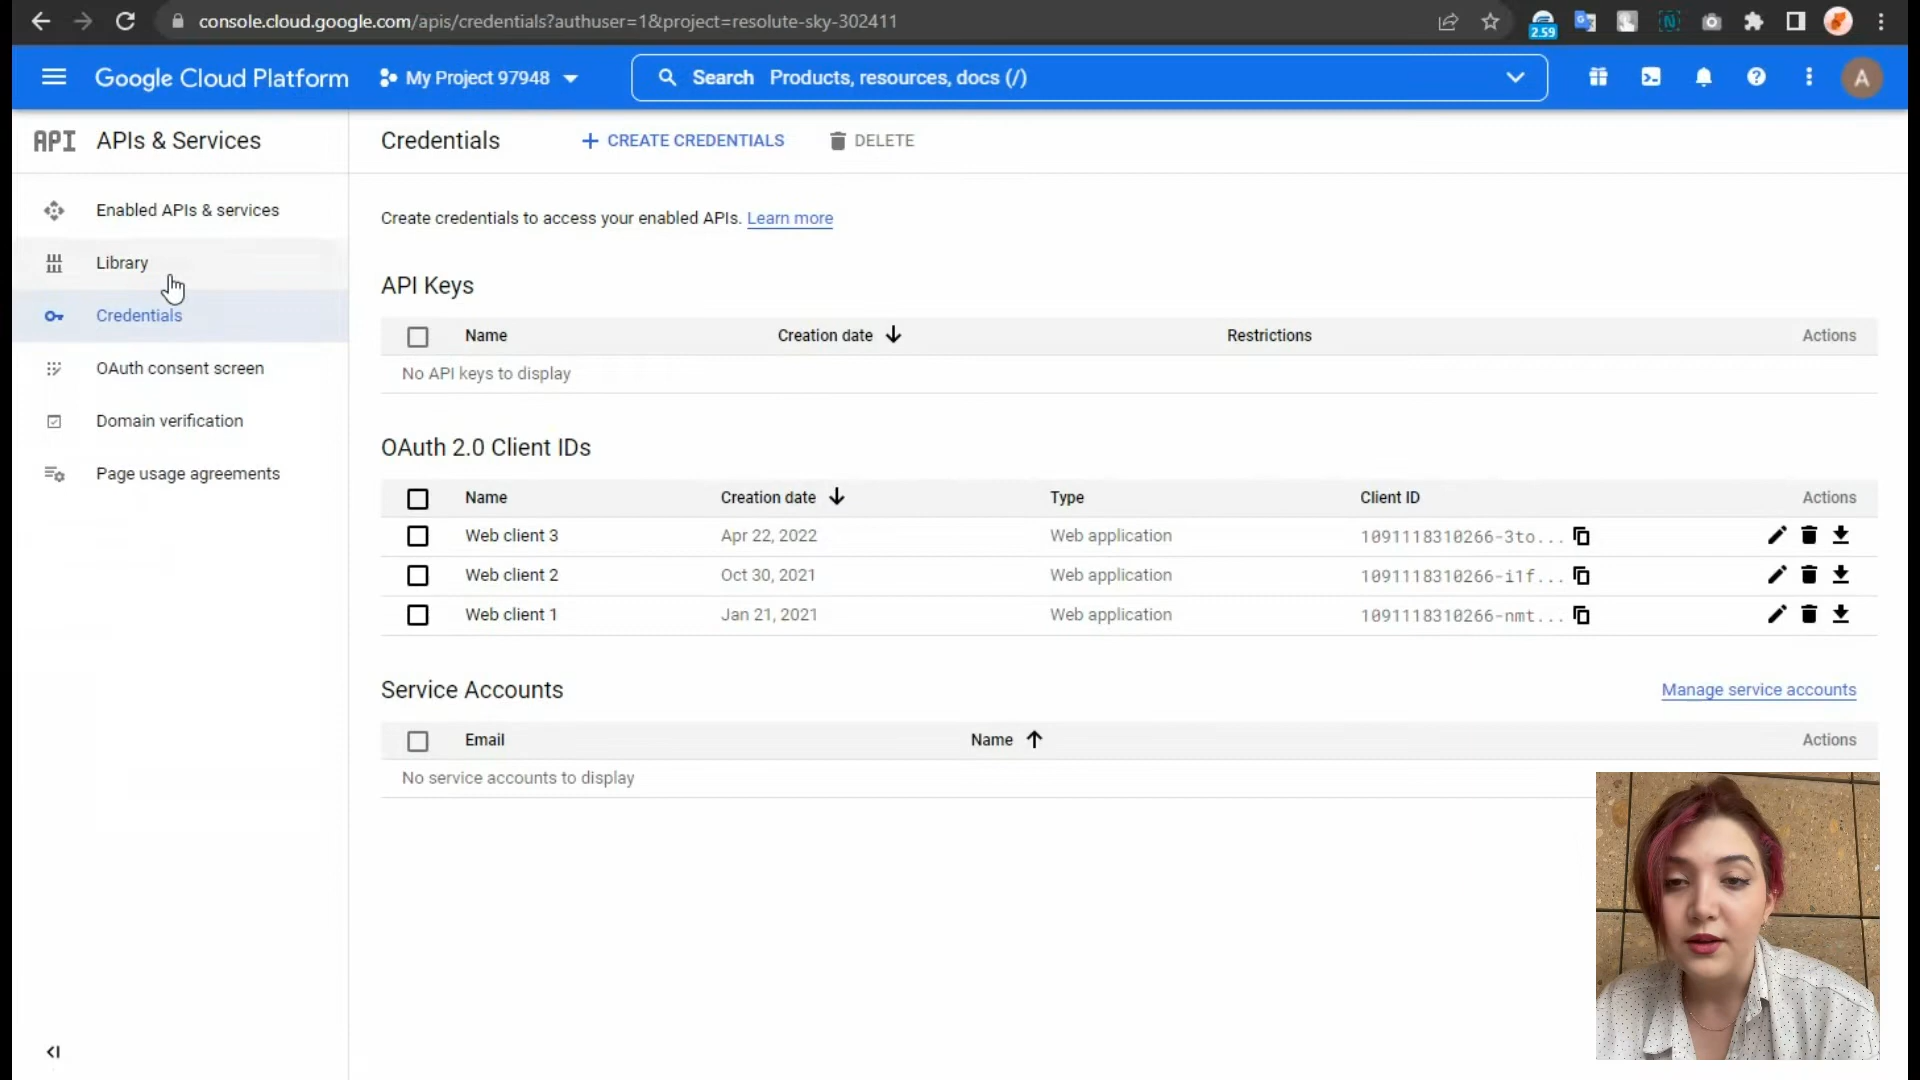 console.cloud.google.com/apis/credentials?authuser=1&project=resolute-sky-302411
2.59
N
Google Cloud Platform
My Project 97948
Search Products, resources, docs (/)
A
API APIs & Services
Credentials
CREATE CREDENTIALS
DELETE
Enabled APIs & services
Library
Credentials
OAuth consent screen
Domain verification
Page usage agreements
Create credentials to access your enabled APIs. Learn more
API Keys
Name Creation date Restrictions Actions
No API keys to display
OAuth 2.0 Client IDs
Name Creation date Type Client ID Actions
Web client 3 Apr 22, 2022 Web application 1091118310266-3to...
Web client 2 Oct 30, 2021 Web application 1091118310266-i1f...
Web client 1 Jan 21, 2021 Web application 1091118310266-nmt...
Service Accounts
Manage service accounts
Email Name Actions
No service accounts to display